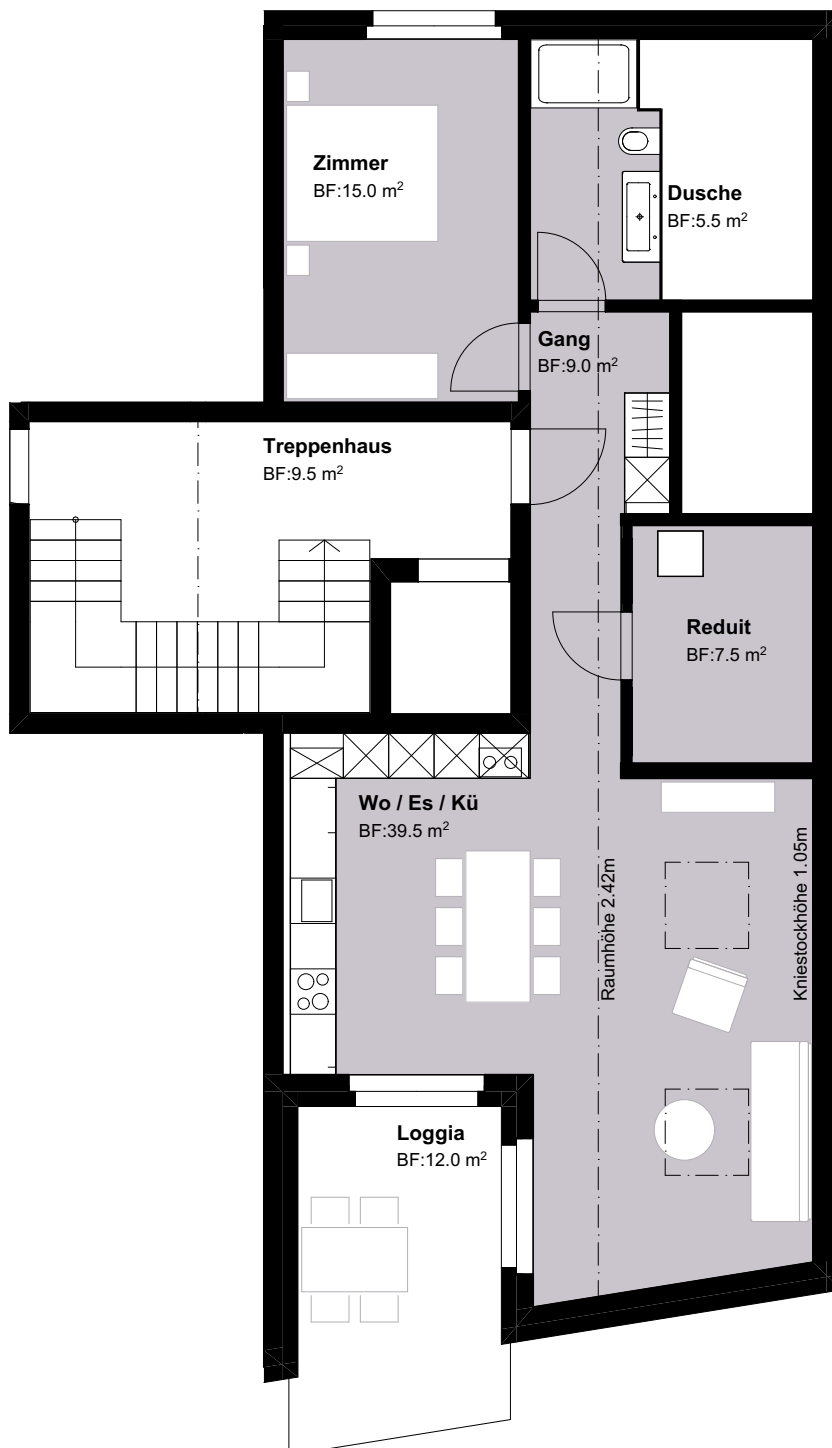 Zimmer
BF:15.0 m²
Dusche
BF:5.5 m²
Gang
BF:9.0 m²
Treppenhaus
BF:9.5 m²
Reduit
BF:7.5 m²
Wo / Es / Kü
BF:39.5 m²
Raumhöhe 2.42m
Kniestockhöhe 1.05m
Loggia
BF:12.0 m²